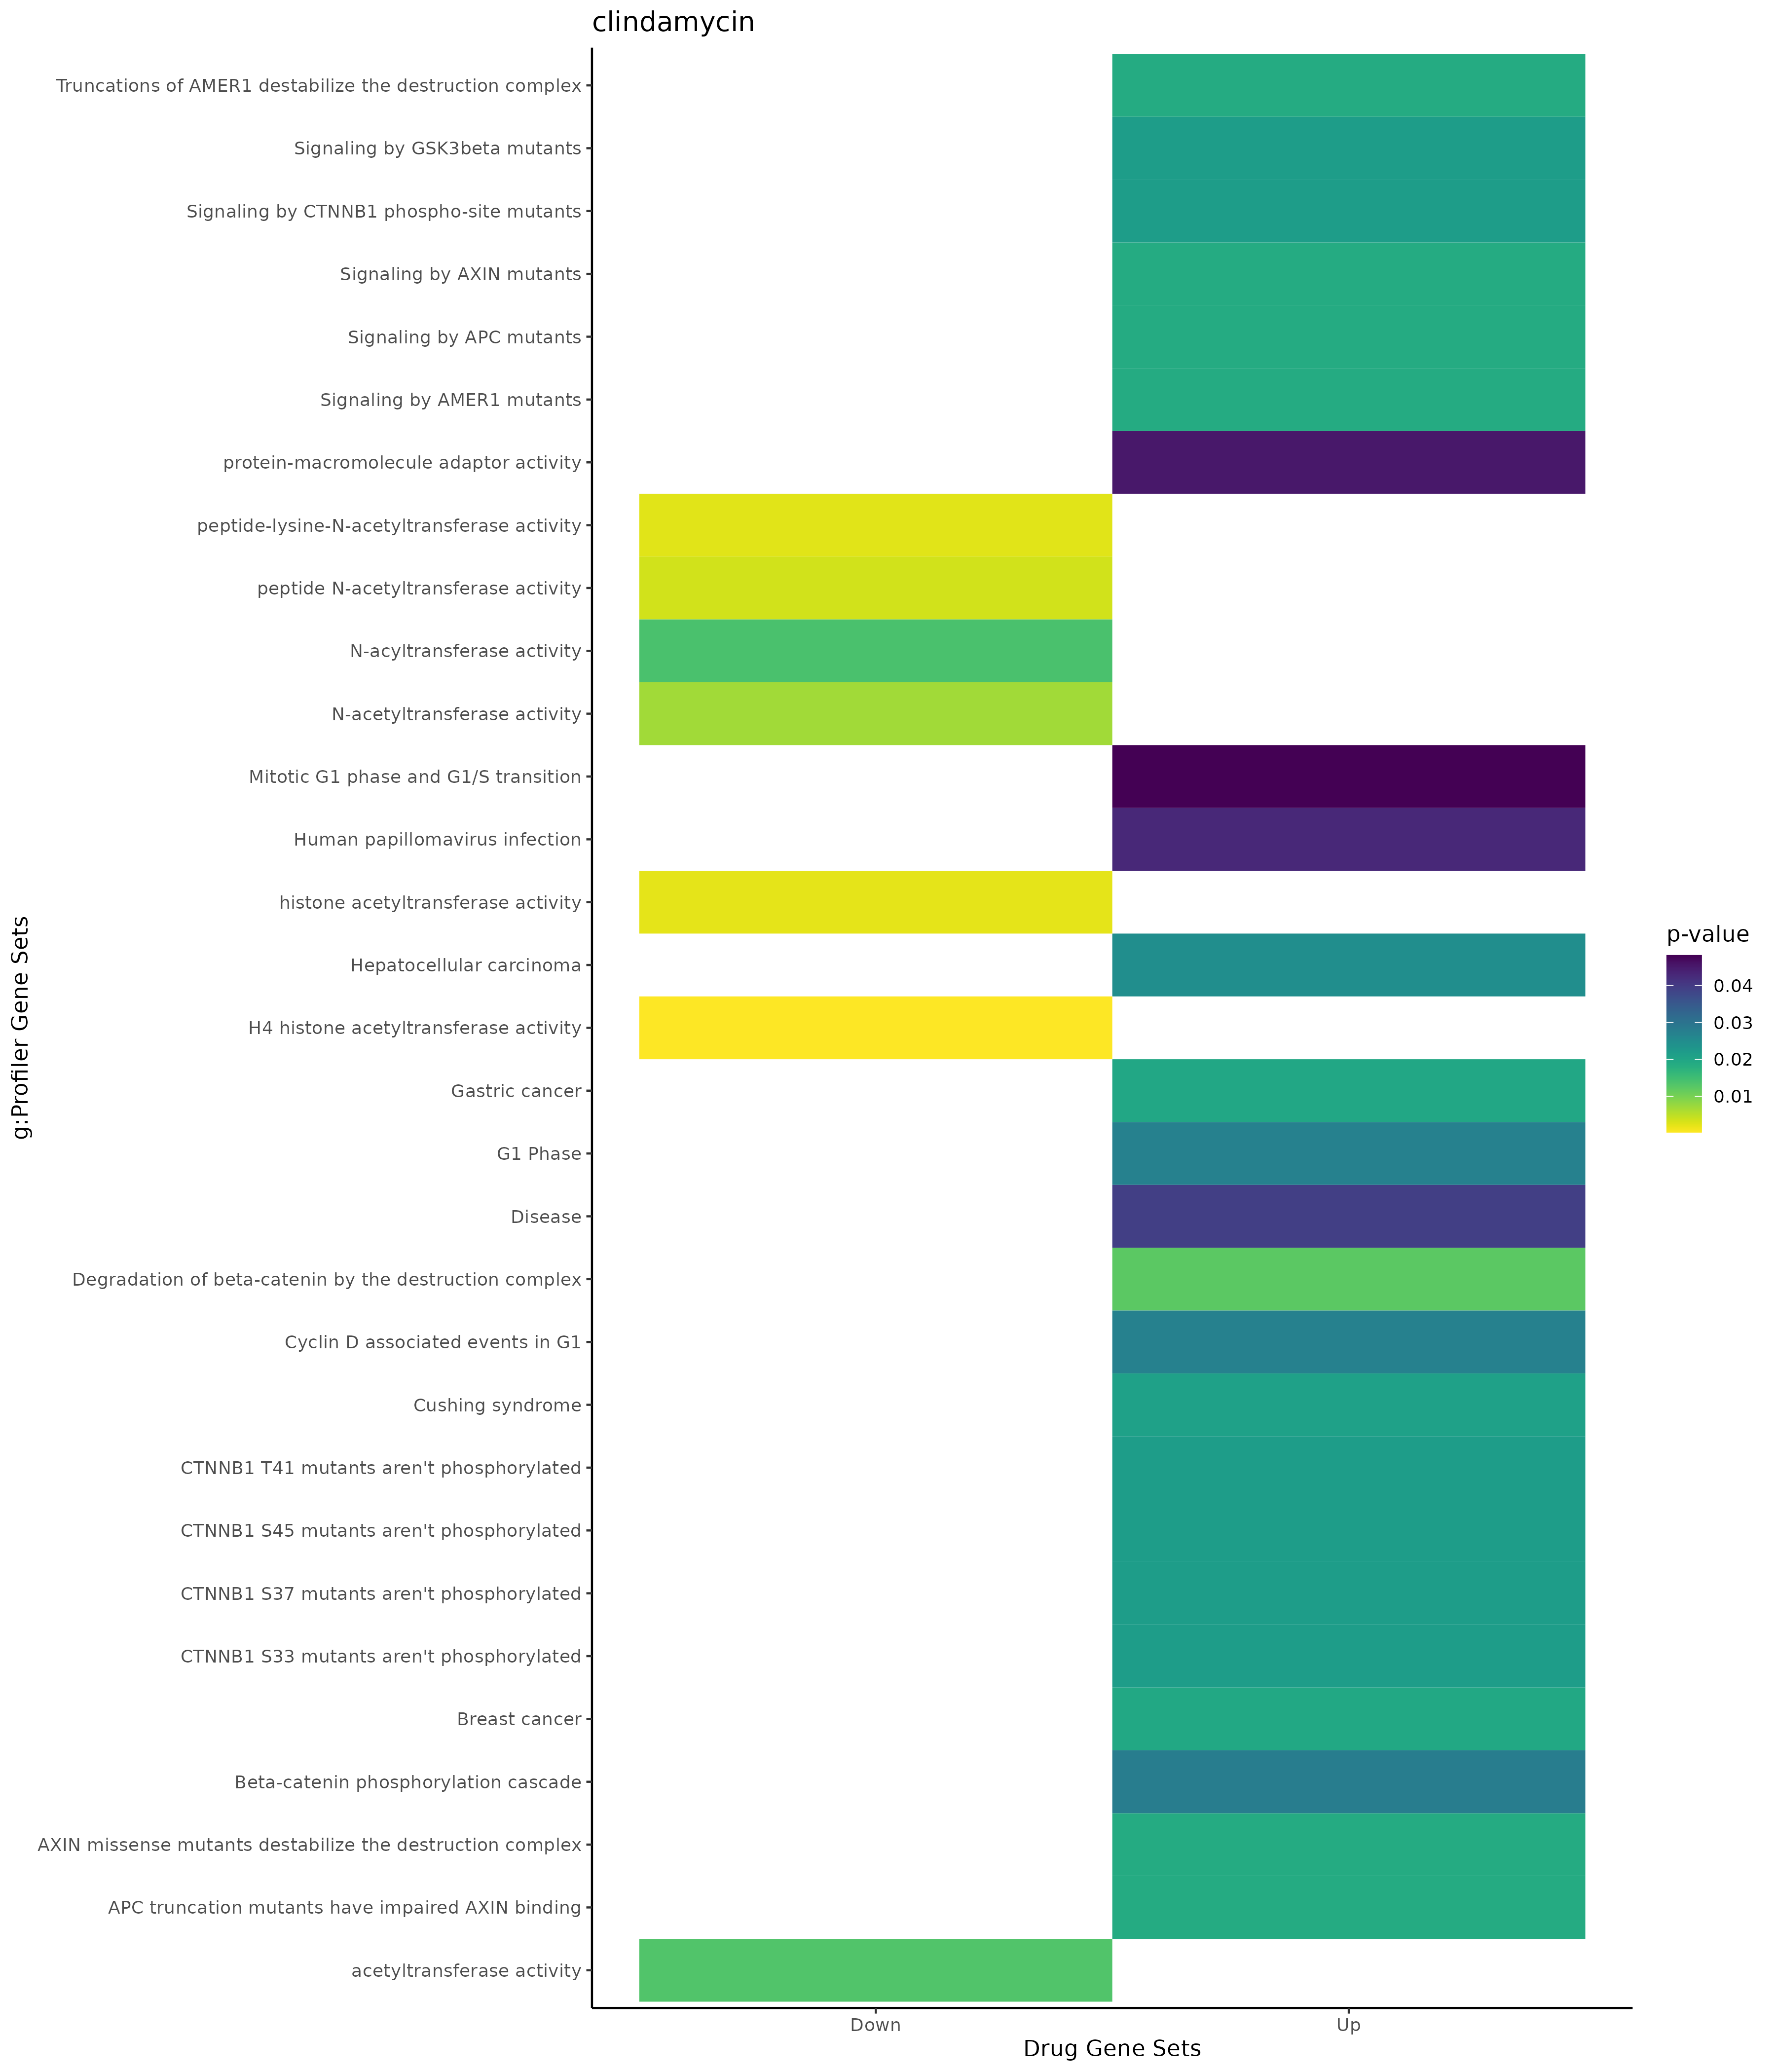 clindamycin
Truncations of AMER1 destabilize the destruction complex
Signaling by GSK3beta mutants
Signaling by CTNNB1 phospho-site mutants
Signaling by AXIN mutants
Signaling by APC mutants
Signaling by AMER1 mutants
protein-macromolecule adaptor activity
peptide-lysine-N-acetyltransferase activity
peptide N-acetyltransferase activity
N-acyltransferase activity
N-acetyltransferase activity
Mitotic G1 phase and G1/S transition
Human papillomavirus infection
histone acetyltransferase activity
Hepatocellular carcinoma
H4 histone acetyltransferase activity
Gastric cancer
G1 Phase
Disease
Degradation of beta-catenin by the destruction complex
Cyclin D associated events in G1
Cushing syndrome
CTNNB1 T41 mutants aren't phosphorylated
CTNNB1 S45 mutants aren't phosphorylated
CTNNB1 S37 mutants aren't phosphorylated
CTNNB1 S33 mutants aren't phosphorylated
Breast cancer
Beta-catenin phosphorylation cascade
AXIN missense mutants destabilize the destruction complex
APC truncation mutants have impaired AXIN binding
acetyltransferase activity
g:Profiler Gene Sets
Down
Up
Drug Gene Sets
p-value
0.04
0.03
0.02
0.01